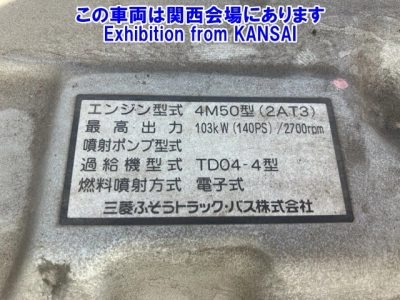 この車両は関西会場にあります
Exhibition from KANSAI
エンジン型式 4M50型(2AT3)
最高出力 103kW(140PS)/2700rpm
噴射ポンプ型式
過給機型式 TD04-4型
燃料噴射方式 電子式
三菱ふそうトラック・バス株式会社